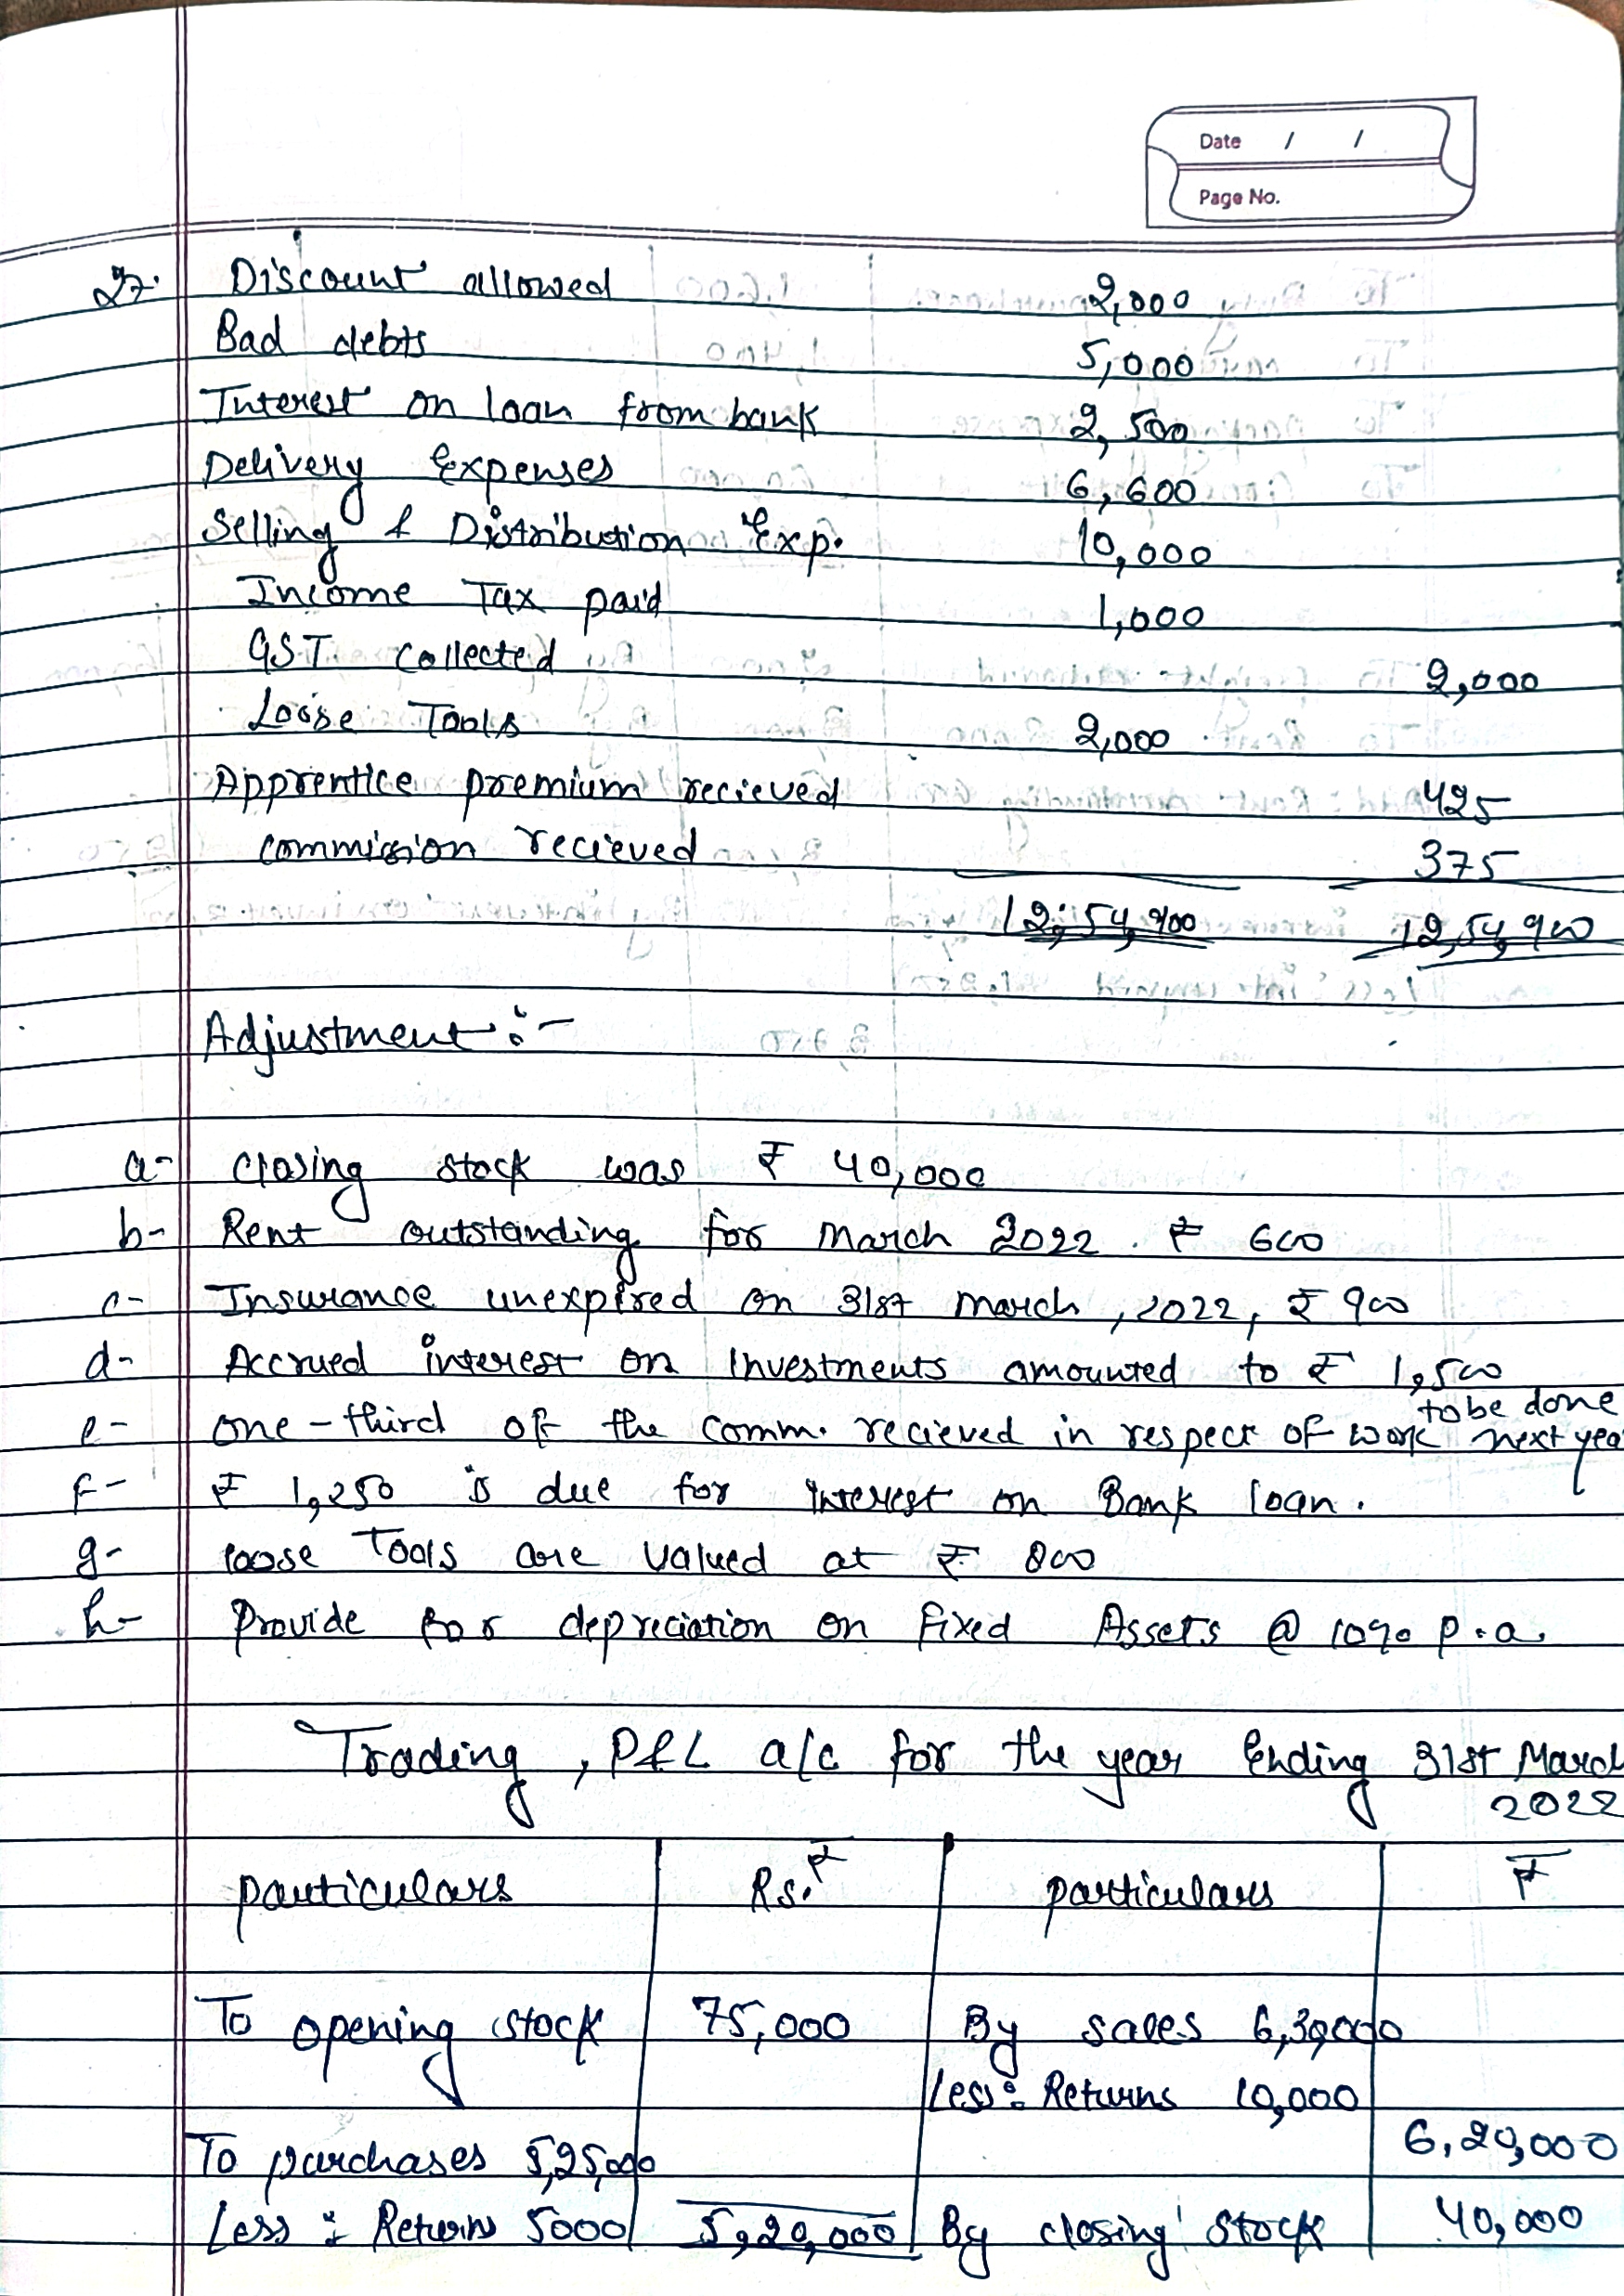 Date / /
Page No.
27. Discount allowed 2,000
Bad debts 5,000
Interest on loan from bank 2,500
Delivery Expenses 6,600
Selling & Distribution Exp. 10,000
Income Tax paid 1,000
GST collected 2,000
Loose Tools 2,000
Apprentice premium recieved 425
commission recieved 375
12,54,900 12,54,900
Adjustment :-
a- closing stock was ₹ 40,000
b- Rent outstanding for March 2022. ₹ 600
c- Insurance unexpired on 31st march, 2022, ₹ 900
d- Accrued interest on Investments amounted to ₹ 1,500
to be done
e- one-third of the comm. recieved in respect of work next yea
f- ₹ 1,250 is due for interest on Bank loan.
g- loose Tools are valued at ₹ 800
h- Provide for depreciation on fixed Assets @ 10% p.a.
Trading, P&L a/c for the year Ending 31st March
2022
particulars Rs.₹ particulars ₹
To opening stock 75,000 By sales 6,30,000
Less: Returns 10,000
6,20,000
To purchases 5,25,000
Less: Returns 5000 5,20,000 By closing stock 40,000